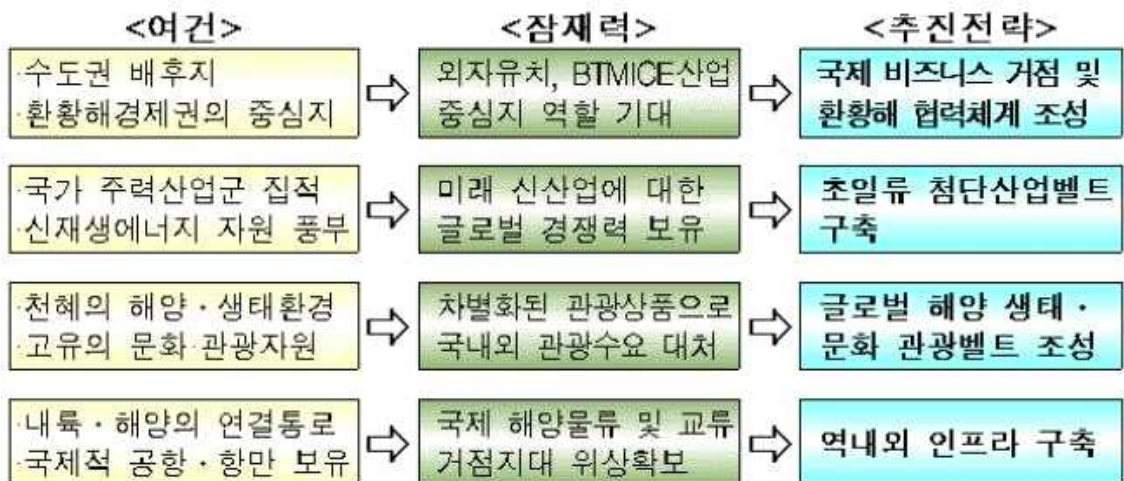 <여건> <잠재력> <추진전략>
·수도권 배후지
·환황해경제권의 중심지
외자유치, BTMICE산업
중심지 역할 기대
국제 비즈니스 거점 및
환황해 협력체계 조성
·국가 주력산업군 집적
·신재생에너지 자원 풍부
미래 신산업에 대한
글로벌 경쟁력 보유
초일류 첨단산업벨트
구축
·천혜의 해양·생태환경
·고유의 문화·관광자원
차별화된 관광상품으로
국내외 관광수요 대처
글로벌 해양 생태·
문화 관광벨트 조성
·내륙·해양의 연결통로
·국제적 공항·항만 보유
국제 해양물류 및 교류
거점지대 위상확보
역내외 인프라 구축